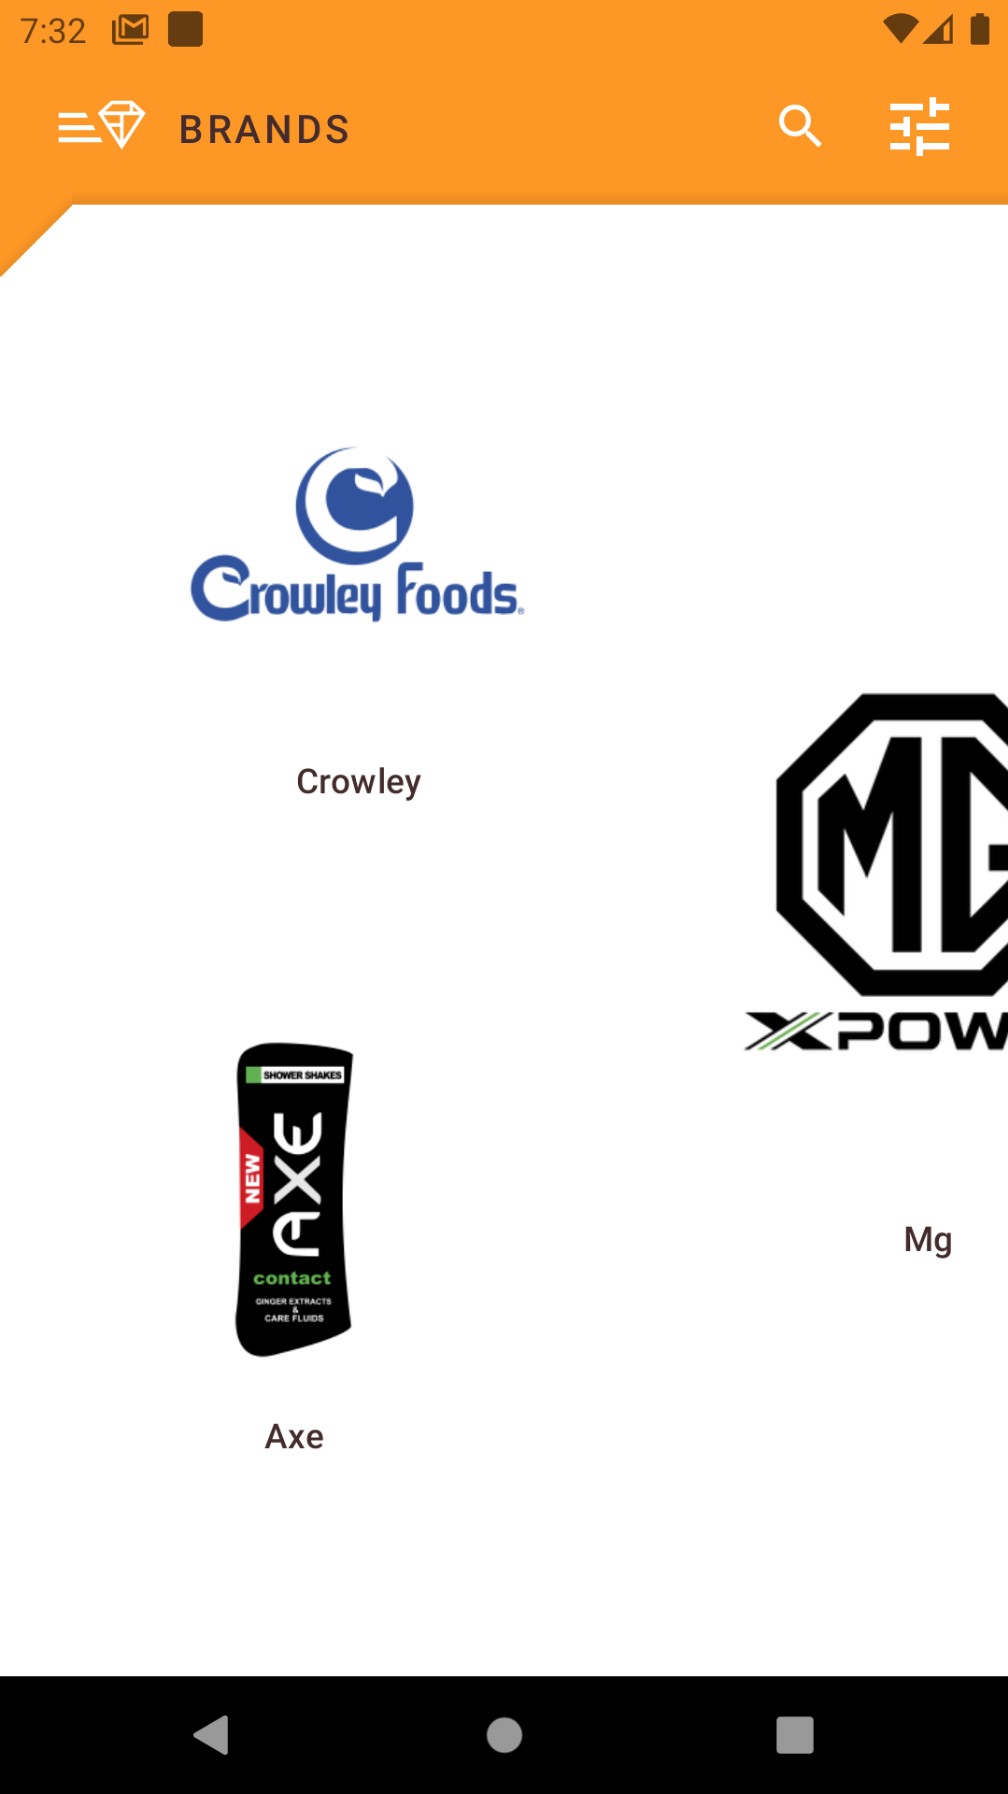 7:32
BRANDS
Crowley Foods®
Crowley
MG
XPOW
Mg
SHOWER SHAKES
NEW
AXE
contact
GINGER EXTRACTS
&
CARE FLUIDS
Axe